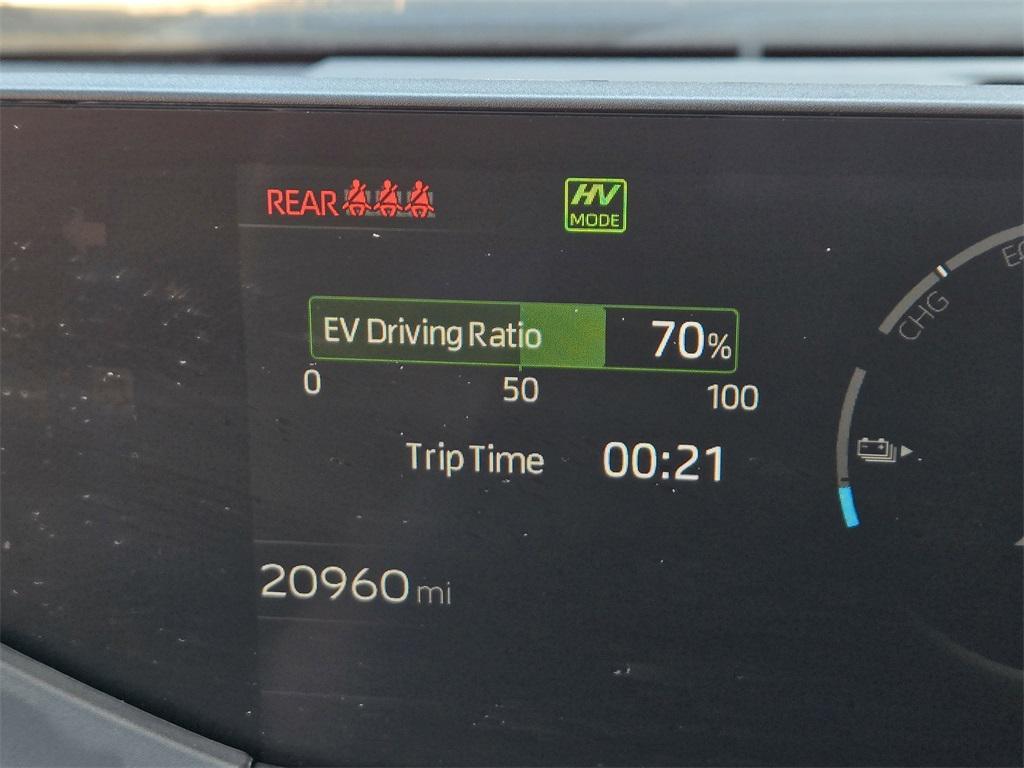 REAR
HV
MODE
EV Driving Ratio 70%
0 50 100
CHG
Trip Time 00:21
20960 mi